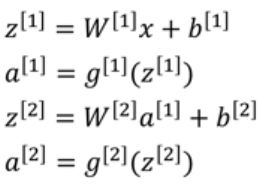 z^[1] = W^[1]x + b^[1]
a^[1] = g^[1](z^[1])
z^[2] = W^[2]a^[1] + b^[2]
a^[2] = g^[2](z^[2])